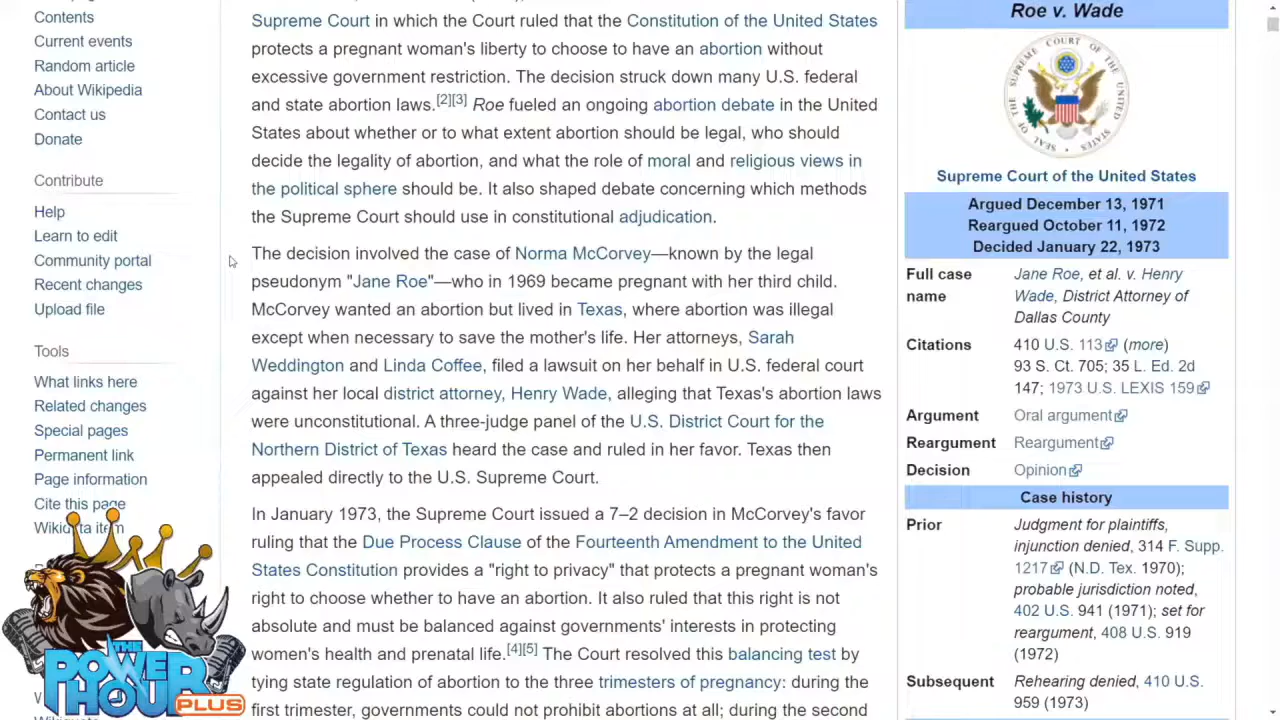 Contents
Current events
Random article
About Wikipedia
Contact us
Donate
Contribute
Help
Learn to edit
Community portal
Recent changes
Upload file
Tools
What links here
Related changes
Special pages
Permanent link
Page information
Cite this page
Wikidata item
Supreme Court in which the Court ruled that the Constitution of the United States
protects a pregnant woman's liberty to choose to have an abortion without
excessive government restriction. The decision struck down many U.S. federal
and state abortion laws.[2][3] Roe fueled an ongoing abortion debate in the United
States about whether or to what extent abortion should be legal, who should
decide the legality of abortion, and what the role of moral and religious views in
the political sphere should be. It also shaped debate concerning which methods
the Supreme Court should use in constitutional adjudication.
The decision involved the case of Norma McCorvey—known by the legal
pseudonym "Jane Roe"—who in 1969 became pregnant with her third child.
McCorvey wanted an abortion but lived in Texas, where abortion was illegal
except when necessary to save the mother's life. Her attorneys, Sarah
Weddington and Linda Coffee, filed a lawsuit on her behalf in U.S. federal court
against her local district attorney, Henry Wade, alleging that Texas's abortion laws
were unconstitutional. A three-judge panel of the U.S. District Court for the
Northern District of Texas heard the case and ruled in her favor. Texas then
appealed directly to the U.S. Supreme Court.
In January 1973, the Supreme Court issued a 7–2 decision in McCorvey's favor
ruling that the Due Process Clause of the Fourteenth Amendment to the United
States Constitution provides a "right to privacy" that protects a pregnant woman's
right to choose whether to have an abortion. It also ruled that this right is not
absolute and must be balanced against governments' interests in protecting
women's health and prenatal life.[4][5] The Court resolved this balancing test by
tying state regulation of abortion to the three trimesters of pregnancy: during the
first trimester, governments could not prohibit abortions at all; during the second
Roe v. Wade
SEAL OF THE SUPREME COURT OF THE UNITED STATES
Supreme Court of the United States
Argued December 13, 1971
Reargued October 11, 1972
Decided January 22, 1973
Full case name Jane Roe, et al. v. Henry
Wade, District Attorney of
Dallas County
Citations 410 U.S. 113 (more)
93 S. Ct. 705; 35 L. Ed. 2d
147; 1973 U.S. LEXIS 159
Argument Oral argument
Reargument Reargument
Decision Opinion
Case history
Prior Judgment for plaintiffs,
injunction denied, 314 F. Supp.
1217 (N.D. Tex. 1970);
probable jurisdiction noted,
402 U.S. 941 (1971); set for
reargument, 408 U.S. 919
(1972)
Subsequent Rehearing denied, 410 U.S.
959 (1973)
THE
POWER
HOUR
PLUS